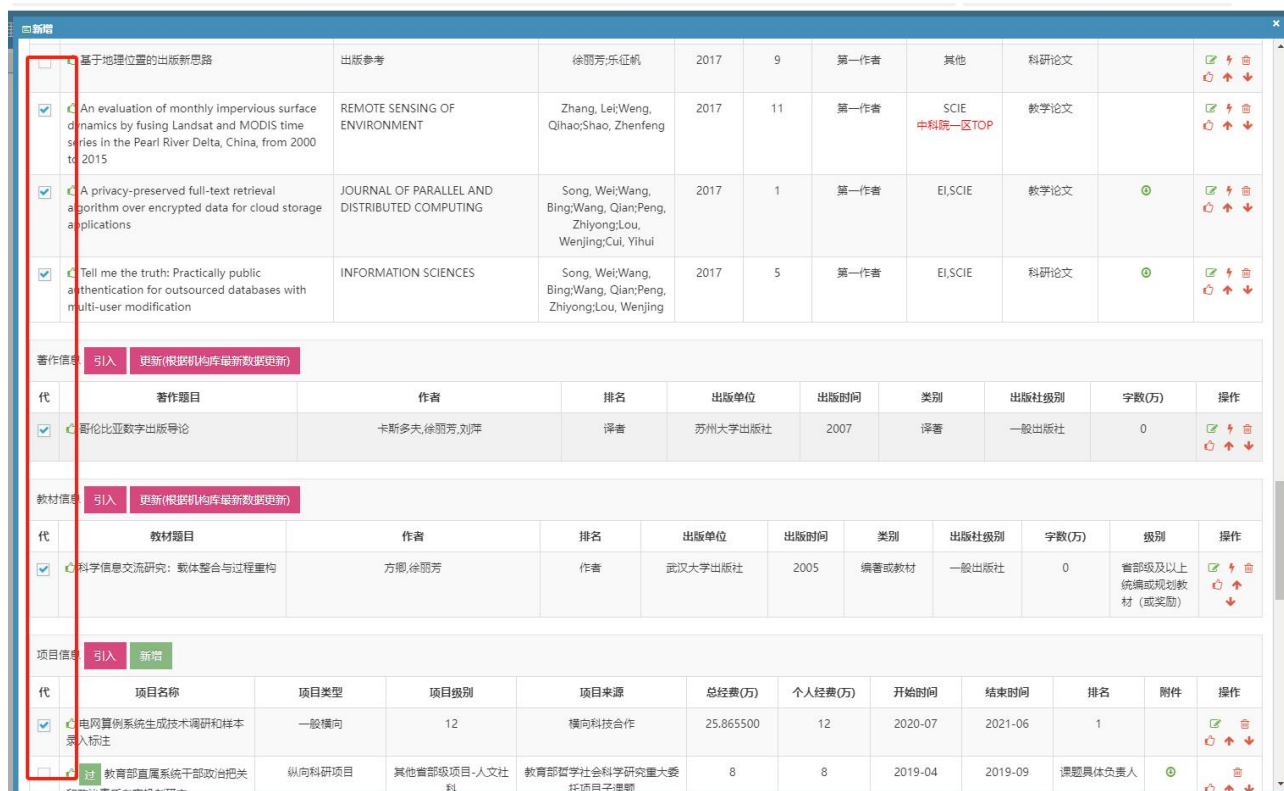 新增
×
基于地理位置的出版新思路 出版参考 徐丽芳;乐征帆 2017 9 第一作者 其他 科研论文
An evaluation of monthly impervious surface REMOTE SENSING OF Zhang, Lei;Weng, 2017 11 第一作者 SCIE 教学论文
dynamics by fusing Landsat and MODIS time ENVIRONMENT Qihao;Shao, Zhenfeng 中科院一区TOP
series in the Pearl River Delta, China, from 2000
to 2015
A privacy-preserved full-text retrieval JOURNAL OF PARALLEL AND Song, Wei;Wang, 2017 1 第一作者 EI,SCIE 教学论文
algorithm over encrypted data for cloud storage DISTRIBUTED COMPUTING Bing;Wang, Qian;Peng,
applications Zhiyong;Lou,
Wenjing;Cui, Yihui
Tell me the truth: Practically public INFORMATION SCIENCES Song, Wei;Wang, 2017 5 第一作者 EI,SCIE 科研论文
authentication for outsourced databases with Bing;Wang, Qian;Peng,
multi-user modification Zhiyong;Lou, Wenjing
著作信息 引入 更新(根据机构库最新数据更新)
代 著作题目 作者 排名 出版单位 出版时间 类别 出版社级别 字数(万) 操作
哥伦比亚数字出版导论 卡斯多夫,徐丽芳,刘萍 译者 苏州大学出版社 2007 译著 一般出版社 0
教材信息 引入 更新(根据机构库最新数据更新)
代 教材题目 作者 排名 出版单位 出版时间 类别 出版社级别 字数(万) 级别 操作
科学信息交流研究：载体整合与过程重构 方卿,徐丽芳 作者 武汉大学出版社 2005 编著或教材 一般出版社 0 省部级及以上
统编或规划教
材（或奖励）
项目信息 引入 新增
代 项目名称 项目类型 项目级别 项目来源 总经费(万) 个人经费(万) 开始时间 结束时间 排名 附件 操作
电网算例系统生成技术调研和样本 一般横向 12 横向科技合作 25.865500 12 2020-07 2021-06 1
录入标注
过 教育部直属系统干部政治把关 纵向科研项目 其他省部级项目-人文社 教育部哲学社会科学研究重大委 8 8 2019-04 2019-09 课题具体负责人
科 托项目子课题